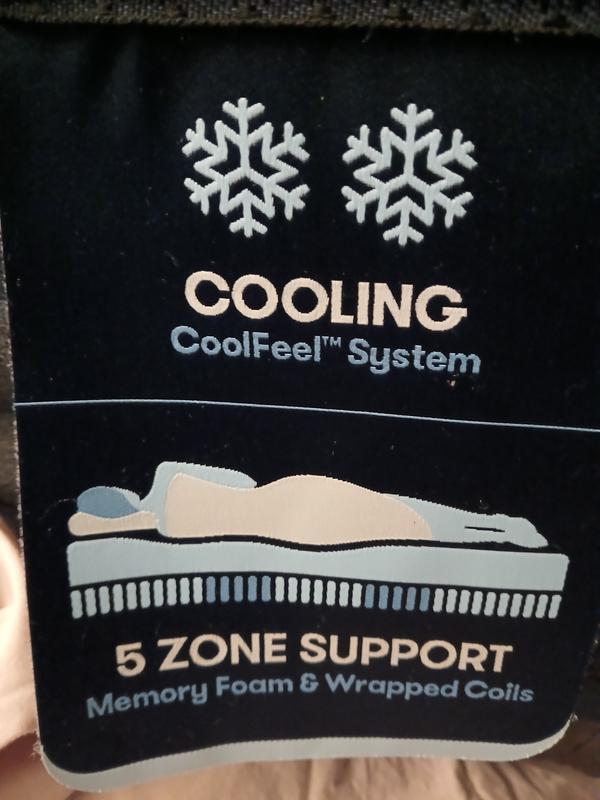 COOLING
CoolFeel™ System
5 ZONE SUPPORT
Memory Foam & Wrapped Coils